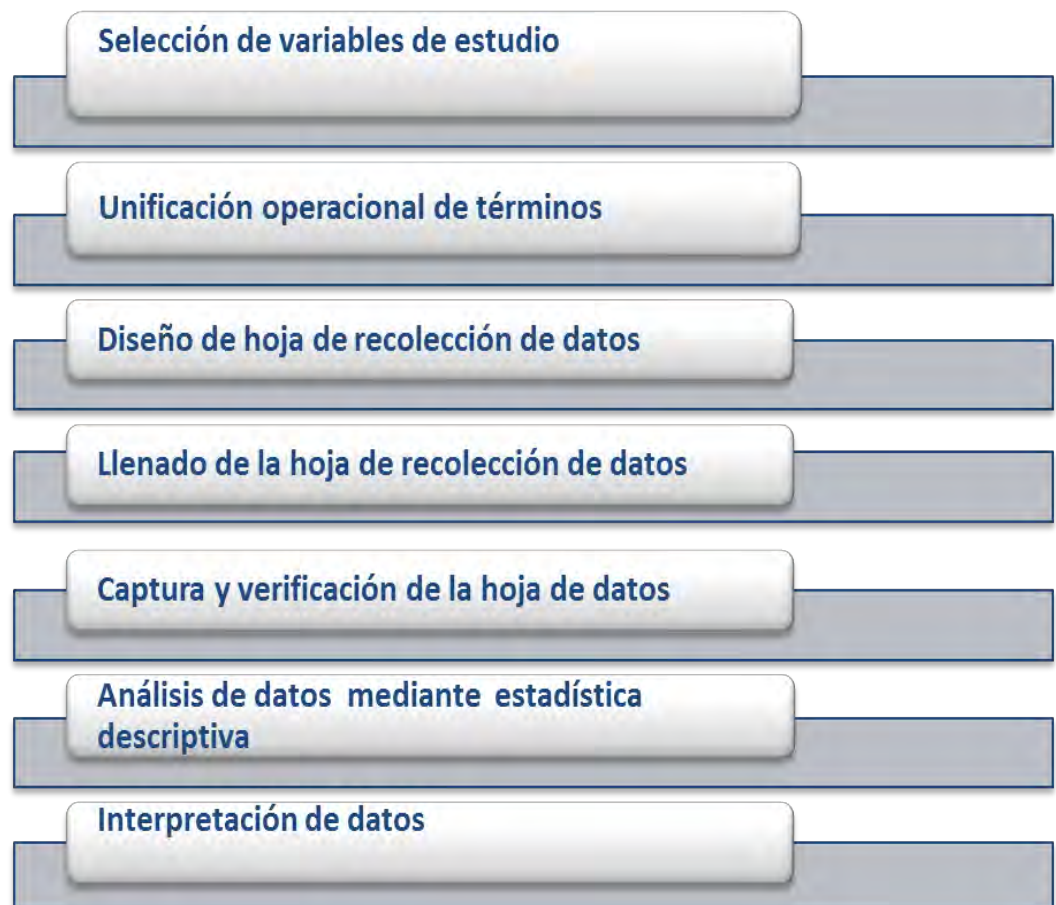 Selección de variables de estudio
Unificación operacional de términos
Diseño de hoja de recolección de datos
Llenado de la hoja de recolección de datos
Captura y verificación de la hoja de datos
Análisis de datos mediante estadística
descriptiva
Interpretación de datos